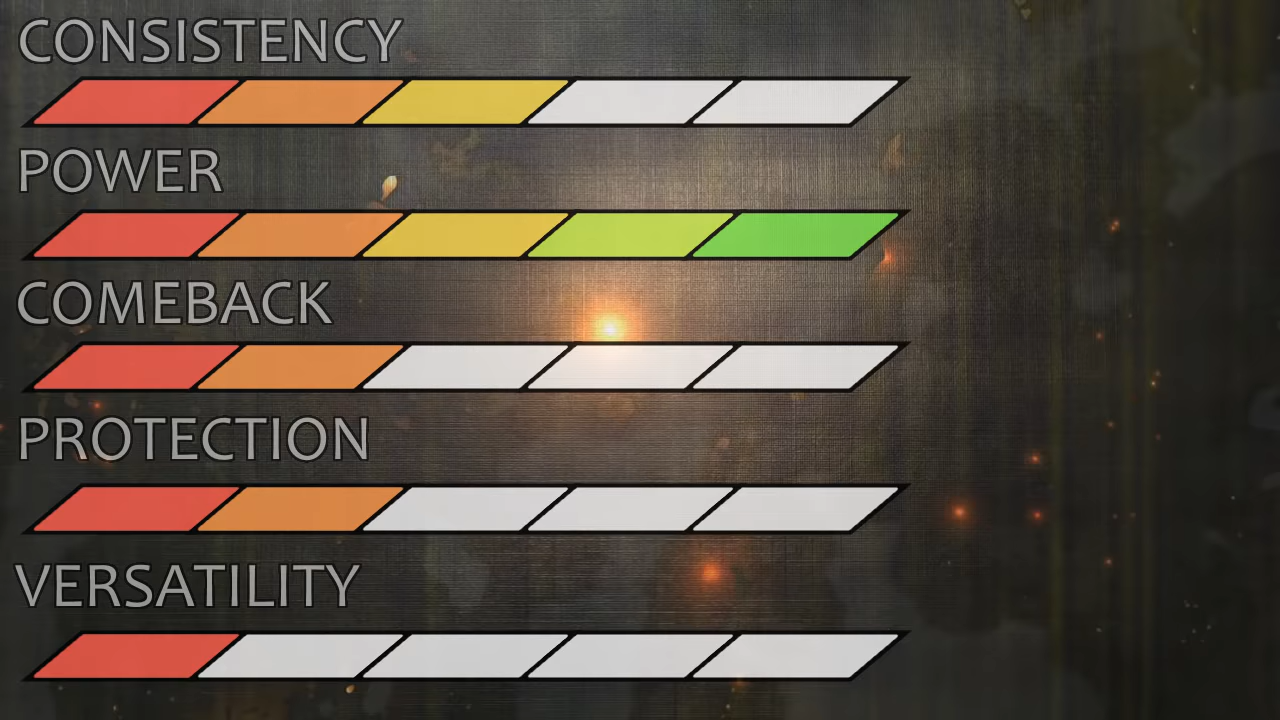 CONSISTENCY
POWER
COMEBACK
PROTECTION
VERSATILITY